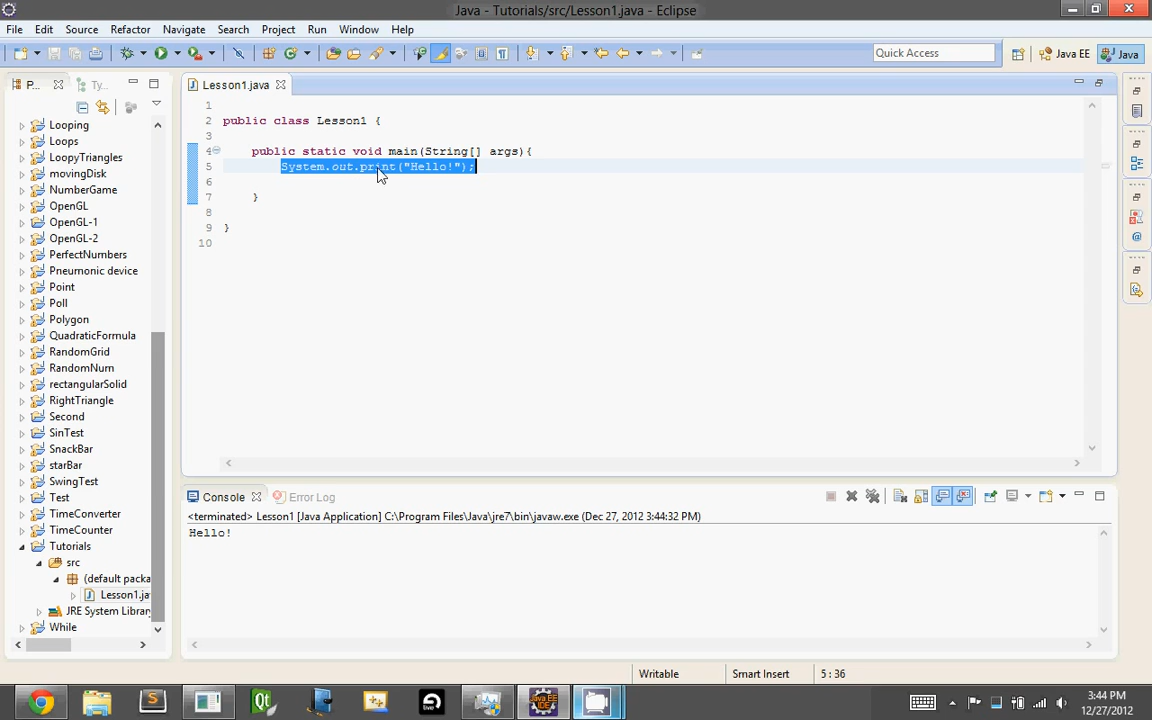 Java - Tutorials/src/Lesson1.java - Eclipse
File Edit Source Refactor Navigate Search Project Run Window Help
Quick Access
Java EE
Java
P...
Ty...
Lesson1.java
Looping
Loops
LoopyTriangles
movingDisk
NumberGame
OpenGL
OpenGL-1
OpenGL-2
PerfectNumbers
Pneumonic device
Point
Poll
Polygon
QuadraticFormula
RandomGrid
RandomNum
rectangularSolid
RightTriangle
Second
SinTest
SnackBar
starBar
SwingTest
Test
TimeConverter
TimeCounter
Tutorials
src
(default packa
Lesson1.ja
JRE System Library
While
1
2 public class Lesson1 {
3
4 public static void main(String[] args){
5 System.out.print("Hello!");
6
7 }
8
9 }
10
Console
Error Log
<terminated> Lesson1 [Java Application] C:\Program Files\Java\jre7\bin\javaw.exe (Dec 27, 2012 3:44:32 PM)
Hello!
Writable
Smart Insert
5 : 36
Java EE
IDE
live
3:44 PM
12/27/2012